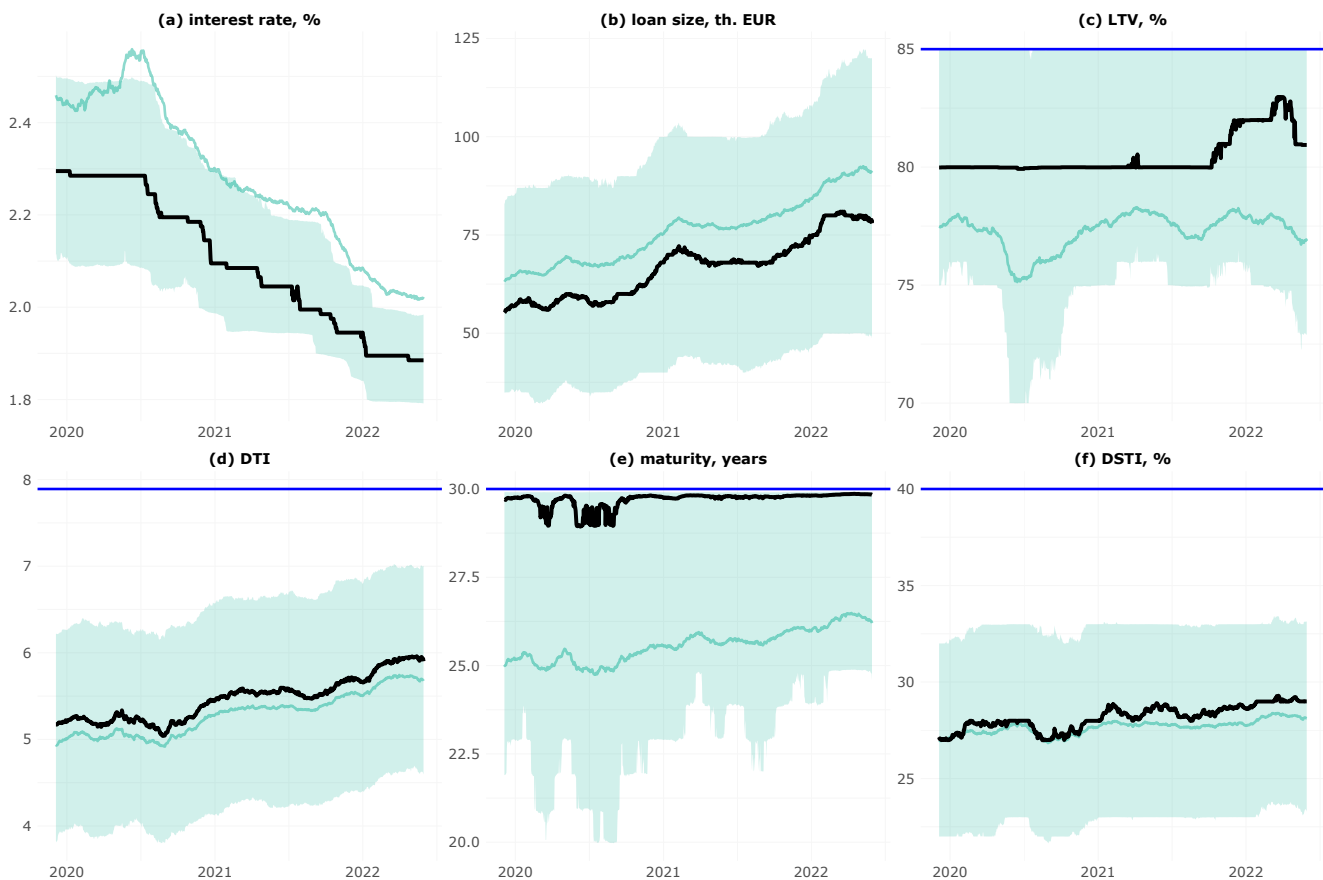 (a) interest rate, %
2.4
2.2
2.0
1.8
2020 2021 2022
(b) loan size, th. EUR
125
100
75
50
2020 2021 2022
(c) LTV, %
85
80
75
70
2020 2021 2022
(d) DTI
8
7
6
5
4
2020 2021 2022
(e) maturity, years
30.0
27.5
25.0
22.5
20.0
2020 2021 2022
(f) DSTI, %
40
35
30
25
2020 2021 2022